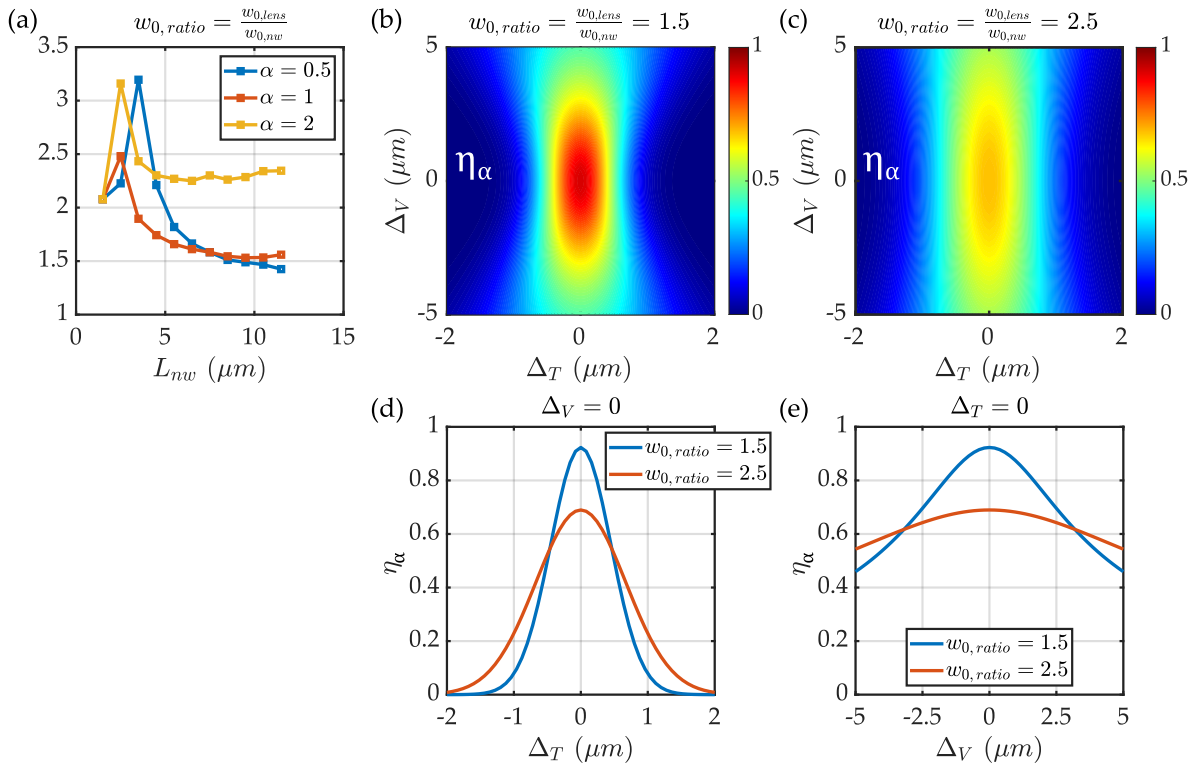 (a)
w0,ratio = w0,lens/w0,nw
α = 0.5
α = 1
α = 2
3.5
3
2.5
2
1.5
1
0
5
10
15
Lnw (μm)
(b)
w0,ratio = w0,lens/w0,nw = 1.5
ηα
5
0
-5
ΔV (μm)
-2
0
2
ΔT (μm)
1
0.5
0
(c)
w0,ratio = w0,lens/w0,nw = 2.5
ηα
5
0
-5
ΔV (μm)
-2
0
2
ΔT (μm)
1
0.5
0
(d)
ΔV = 0
w0,ratio = 1.5
w0,ratio = 2.5
1
0.8
0.6
0.4
0.2
0
ηα
-2
-1
0
1
2
ΔT (μm)
(e)
ΔT = 0
1
0.8
0.6
0.4
0.2
0
ηα
w0,ratio = 1.5
w0,ratio = 2.5
-5
-2.5
0
2.5
5
ΔV (μm)